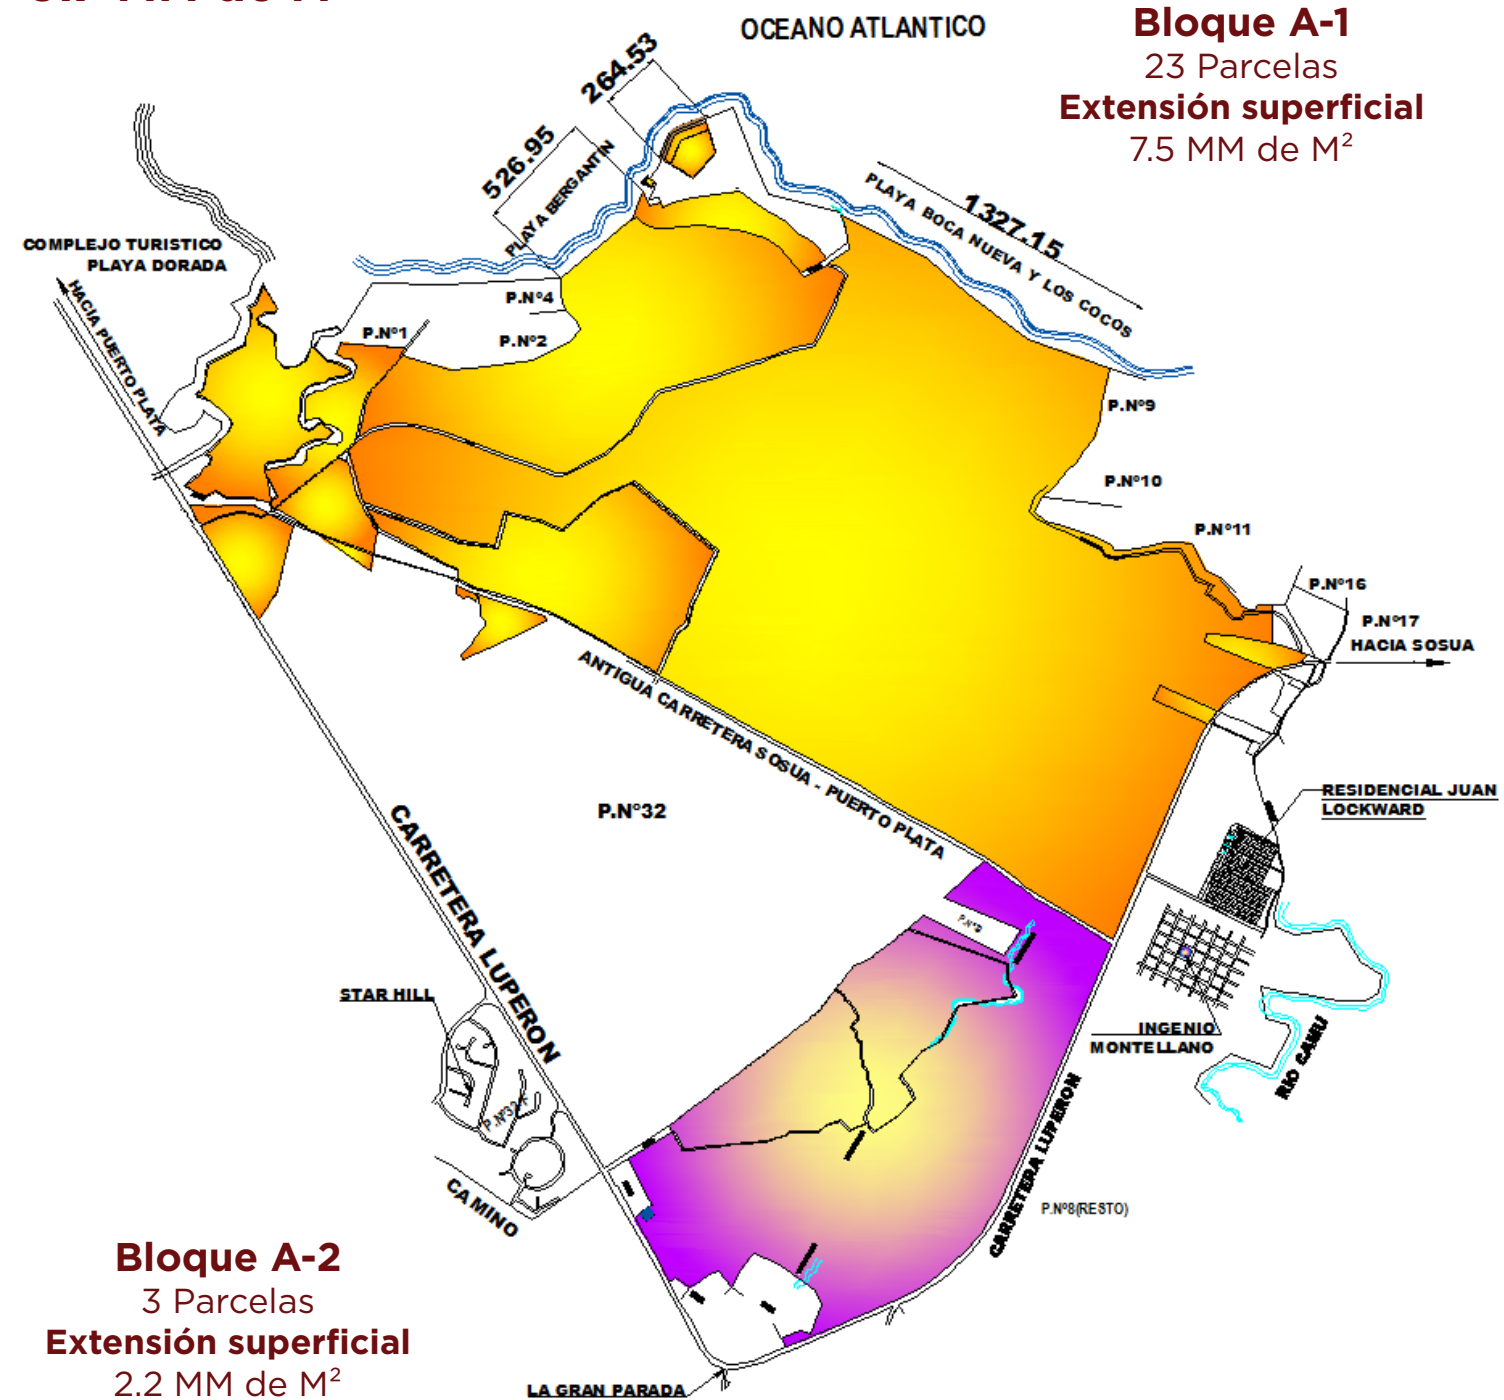 OCEANO ATLANTICO
Bloque A-1
23 Parcelas
Extensión superficial
7.5 MM de M²
264.53
526.95
PLAYA BERGANTIN
1327.15
PLAYA BOCA NUEVA Y LOS COCOS
COMPLEJO TURISTICO
PLAYA DORADA
HACIA PUERTO PLATA
P.Nº4
P.Nº1
P.Nº2
P.Nº9
P.Nº10
P.Nº11
P.Nº16
P.Nº17
HACIA SOSUA
ANTIGUA CARRETERA SOSUA - PUERTO PLATA
P.Nº32
RESIDENCIAL JUAN
LOCKWARD
CARRETERA LUPERON
STAR HILL
INGENIO
MONTELLANO
RIO CAMU
CARRETERA LUPERON
P.Nº8(RESTO)
CAMINO
Bloque A-2
3 Parcelas
Extensión superficial
2.2 MM de M²
LA GRAN PARADA